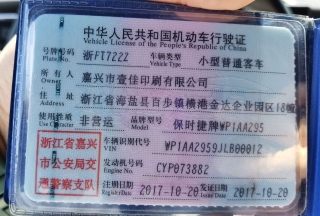 中华人民共和国机动车行驶证
Vehicle License of the People's Republic of China
号牌号码 浙FT722Z 车辆类型 小型普通客车
Plate No. Vehicle Type
所有人 嘉兴市壹佳印刷有限公司
Owner
住址 浙江省海盐县百步镇横港金达企业园区18幢
Address
使用性质 非营运 品牌型号 保时捷牌WP1AA295
Use Character Model
浙江省嘉兴
市公安局交
通警察支队
车辆识别代号 WP1AA2959JLB00012
VIN
发动机号码 CYP073882
Engine No.
注册日期 2017-10-20 发证日期 2017-10-20
Register Date Issue Date